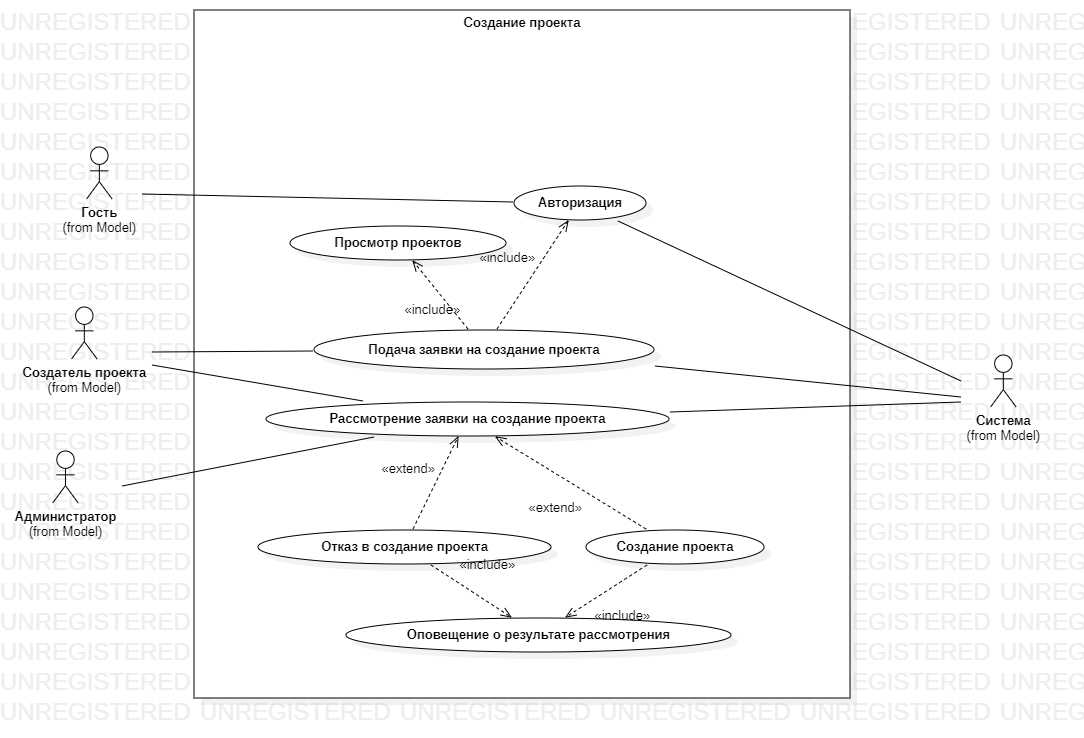 Создание проекта
Гость
(from Model)
Авторизация
Просмотр проектов
«include»
«include»
Создатель проекта
(from Model)
Подача заявки на создание проекта
Система
(from Model)
Рассмотрение заявки на создание проекта
Администратор
(from Model)
«extend»
«extend»
Отказ в создание проекта
Создание проекта
«include»
«include»
Оповещение о результате рассмотрения
UNREGISTERED UNREGISTERED UNREGISTERED UNREGISTERED UNREGISTERED UNREGISTERED